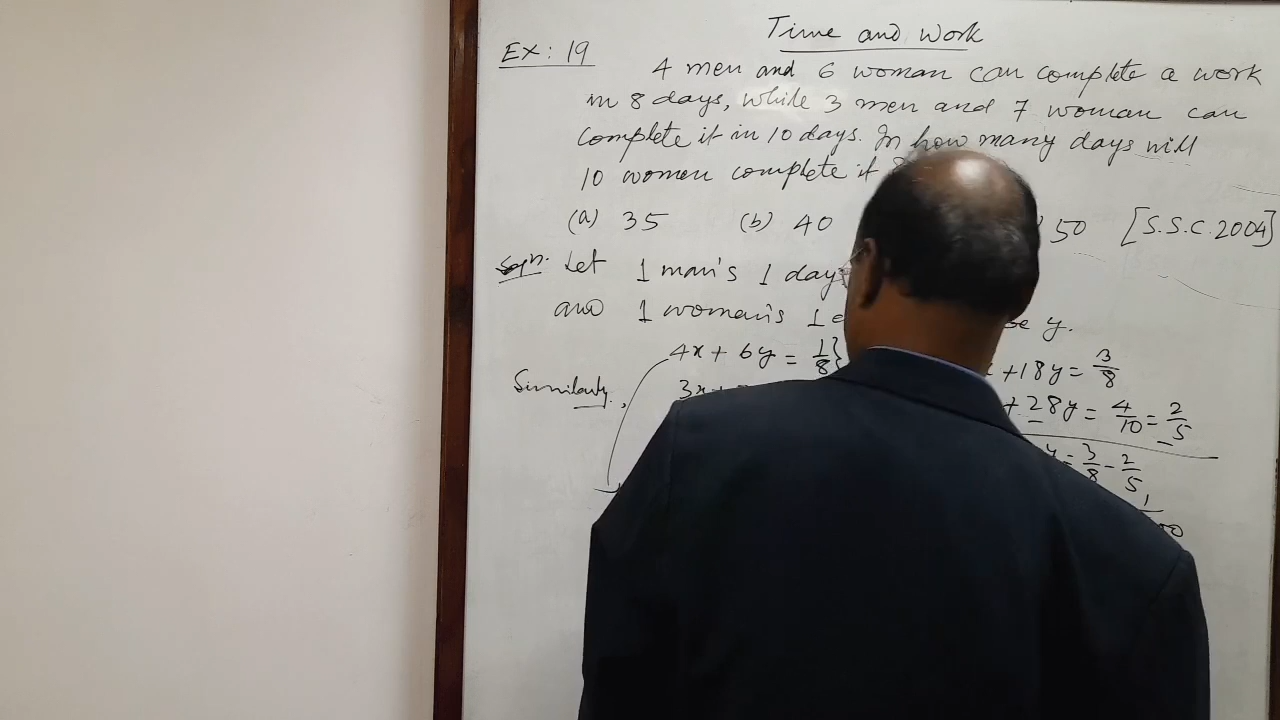 Time and Work
Ex: 19
4 men and 6 woman can complete a work
in 8 days, while 3 men and 7 woman can
complete it in 10 days. In how many days will
10 women complete it
(a) 35 (b) 40 50 [S.S.C. 2004]
Soln. Let 1 man's 1 day
and 1 woman's 1 be y.
4x + 6y = 1/8} +18y = 3/8
Similarly, 3x + + 28y = 4/10 = 2/5
y = 3/8 - 2/5
1